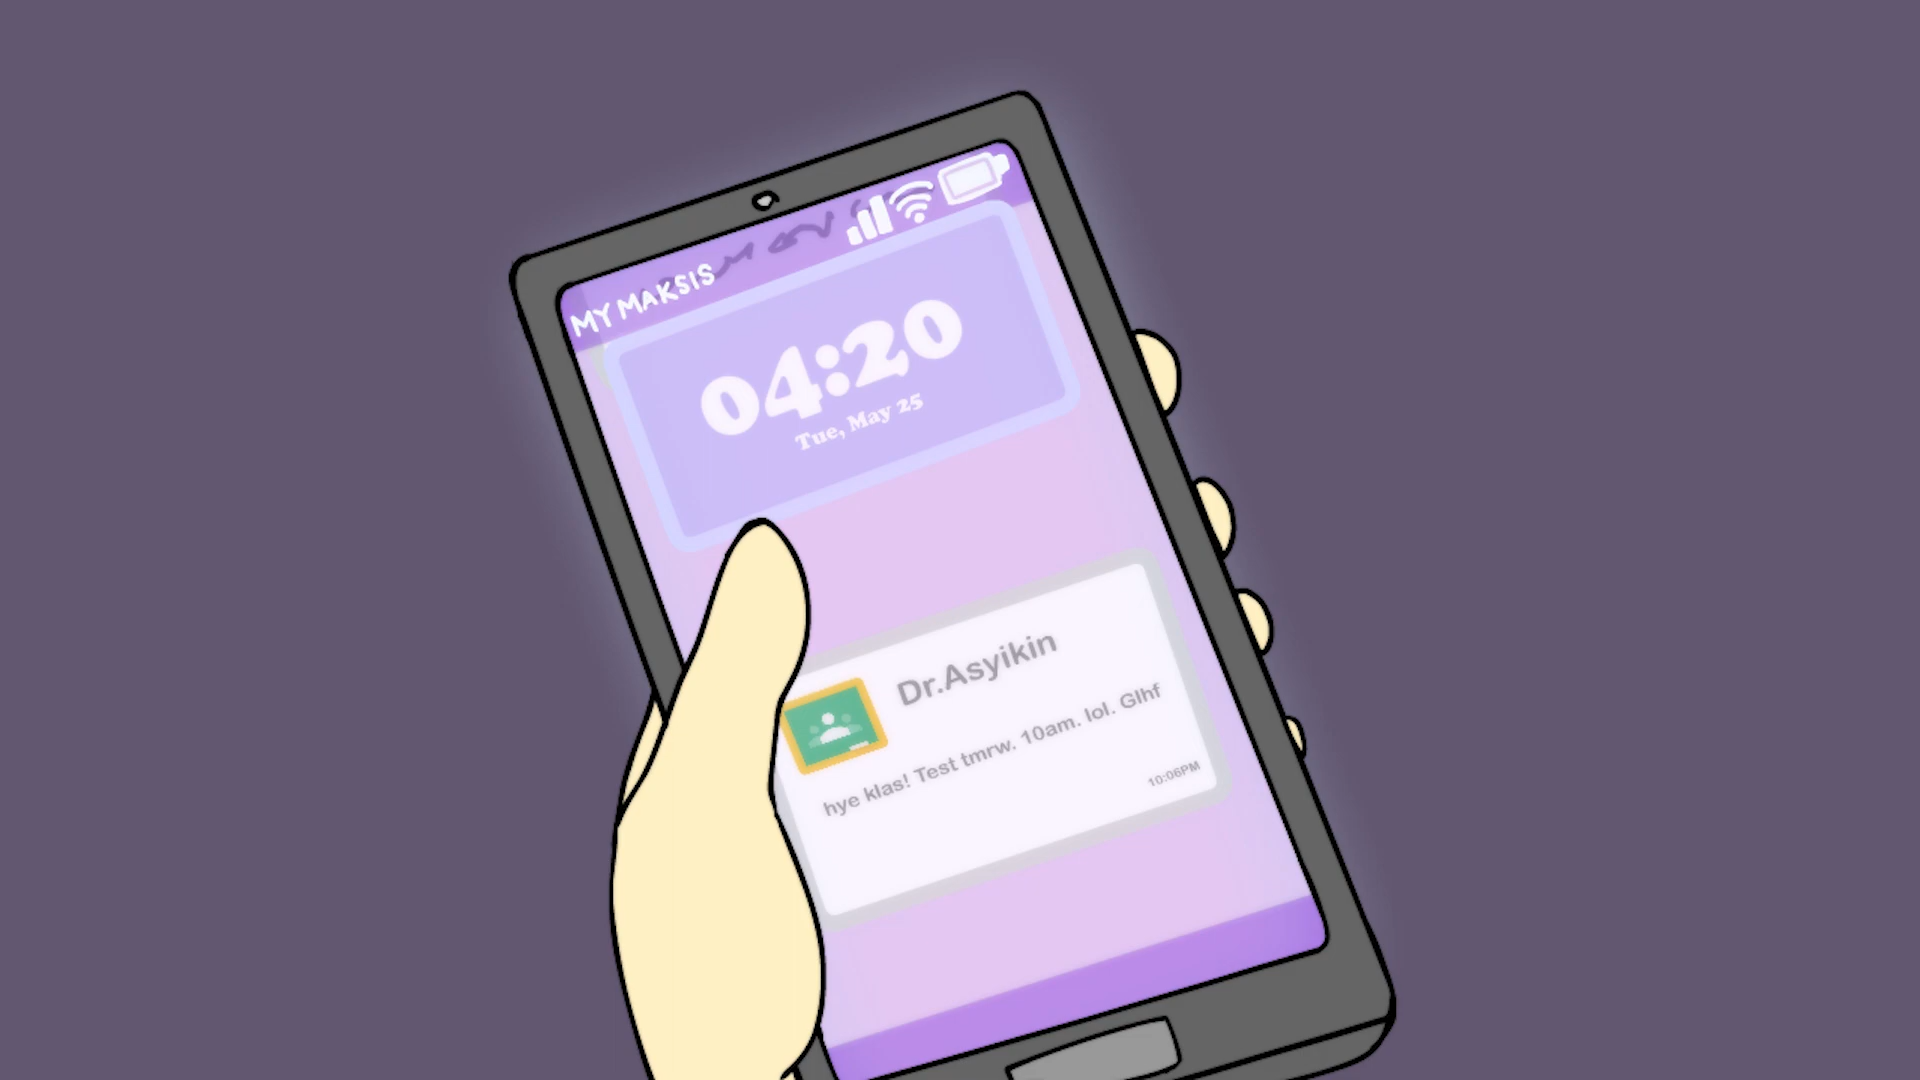 MY MAKSIS
04:20
Tue, May 25
Dr.Asyikin
hye klas! Test tmrw. 10am. lol. Glhf
10:06PM